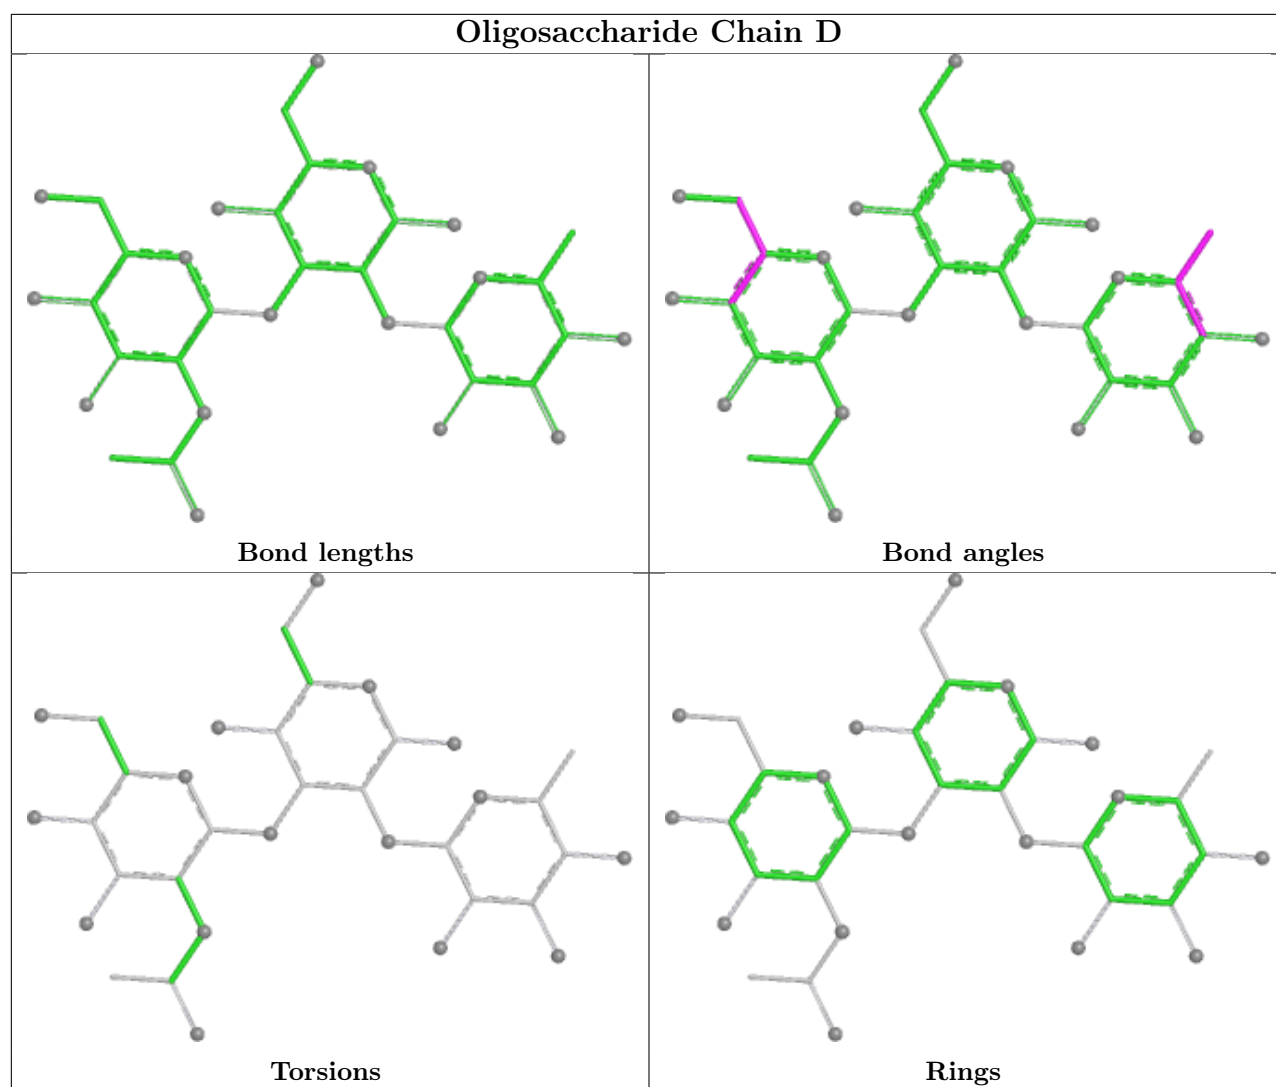 Oligosaccharide Chain D
Bond lengths
Bond angles
Torsions
Rings